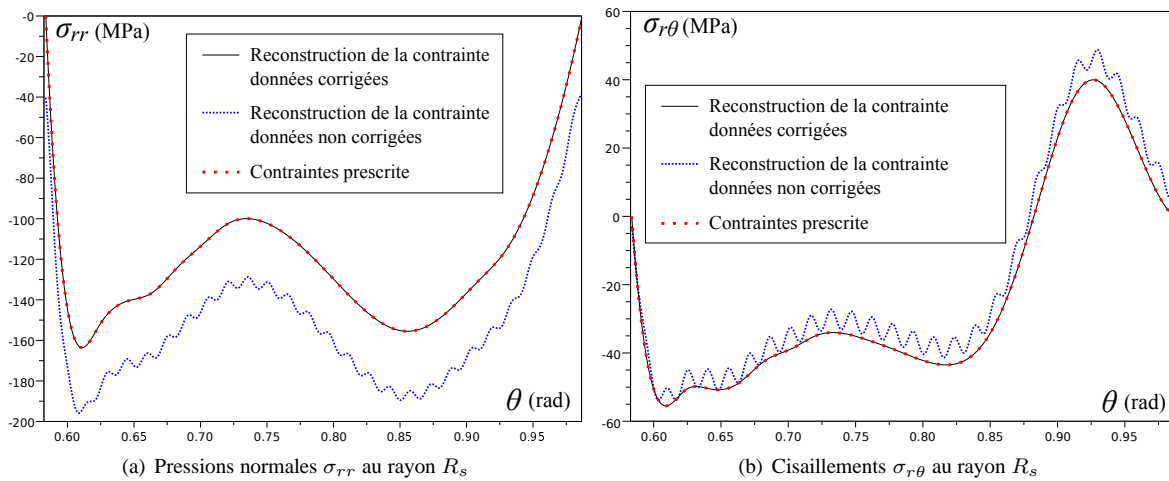 -0
-20
-40
-60
-80
-100
-120
-140
-160
-180
-200
σrr (MPa)
Reconstruction de la contrainte
données corrigées
Reconstruction de la contrainte
données non corrigées
Contraintes prescrite
θ (rad)
0.60 0.65 0.70 0.75 0.80 0.85 0.90 0.95
(a) Pressions normales σrr au rayon Rs
60
40
20
0
-20
-40
-60
σrθ (MPa)
Reconstruction de la contrainte
données corrigées
Reconstruction de la contrainte
données non corrigées
Contraintes prescrite
θ (rad)
0.60 0.65 0.70 0.75 0.80 0.85 0.90 0.95
(b) Cisaillements σrθ au rayon Rs